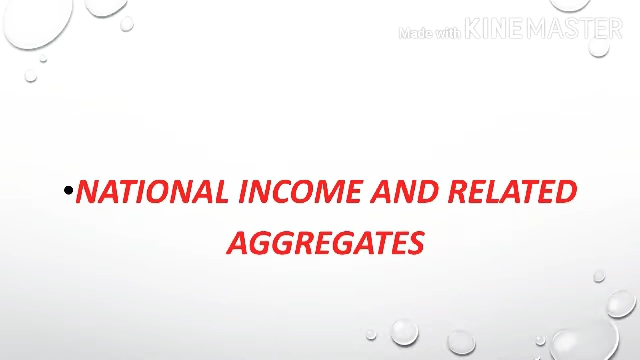 Made with KINEMASTER
•NATIONAL INCOME AND RELATED
AGGREGATES